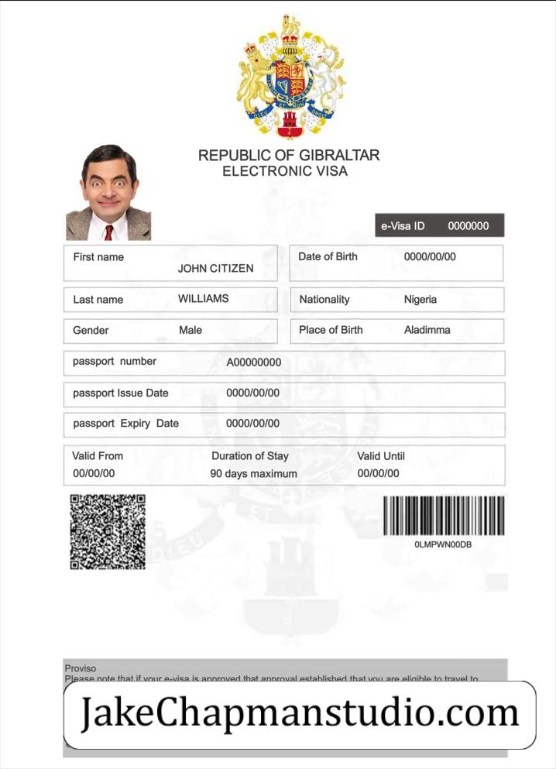 REPUBLIC OF GIBRALTAR
ELECTRONIC VISA
e-Visa ID 0000000
First name JOHN CITIZEN
Date of Birth 0000/00/00
Last name WILLIAMS
Nationality Nigeria
Gender Male
Place of Birth Aladimma
passport number A00000000
passport Issue Date 0000/00/00
passport Expiry Date 0000/00/00
Valid From Duration of Stay Valid Until
00/00/00 90 days maximum 00/00/00
0LMPWN00DB
Proviso
Please note that if your e-visa is approved that approval established that you are eligible to travel to
JakeChapmanstudio.com